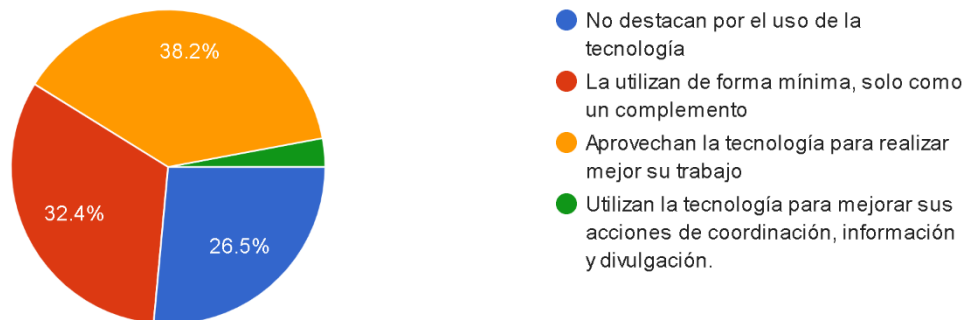 38.2%
32.4%
26.5%
No destacan por el uso de la
tecnología
La utilizan de forma mínima, solo como
un complemento
Aprovechan la tecnología para realizar
mejor su trabajo
Utilizan la tecnología para mejorar sus
acciones de coordinación, información
y divulgación.